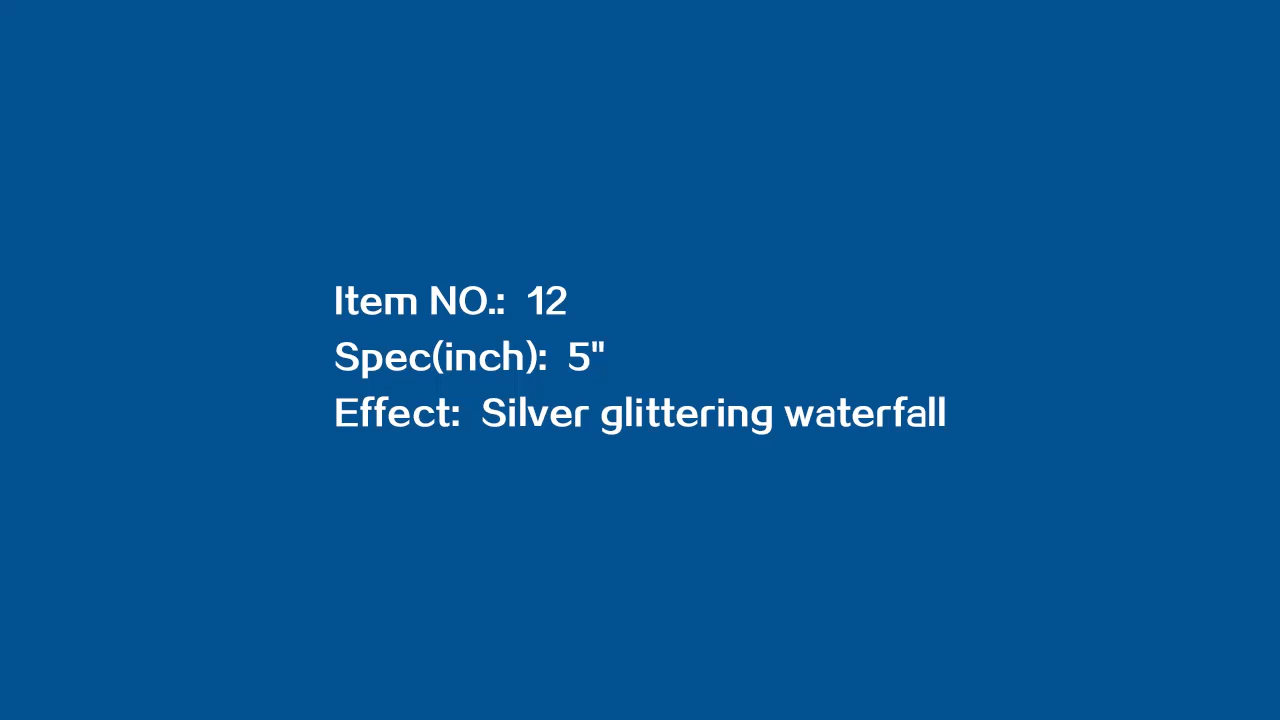 Item NO.:  12
Spec(inch):  5"
Effect:  Silver glittering waterfall